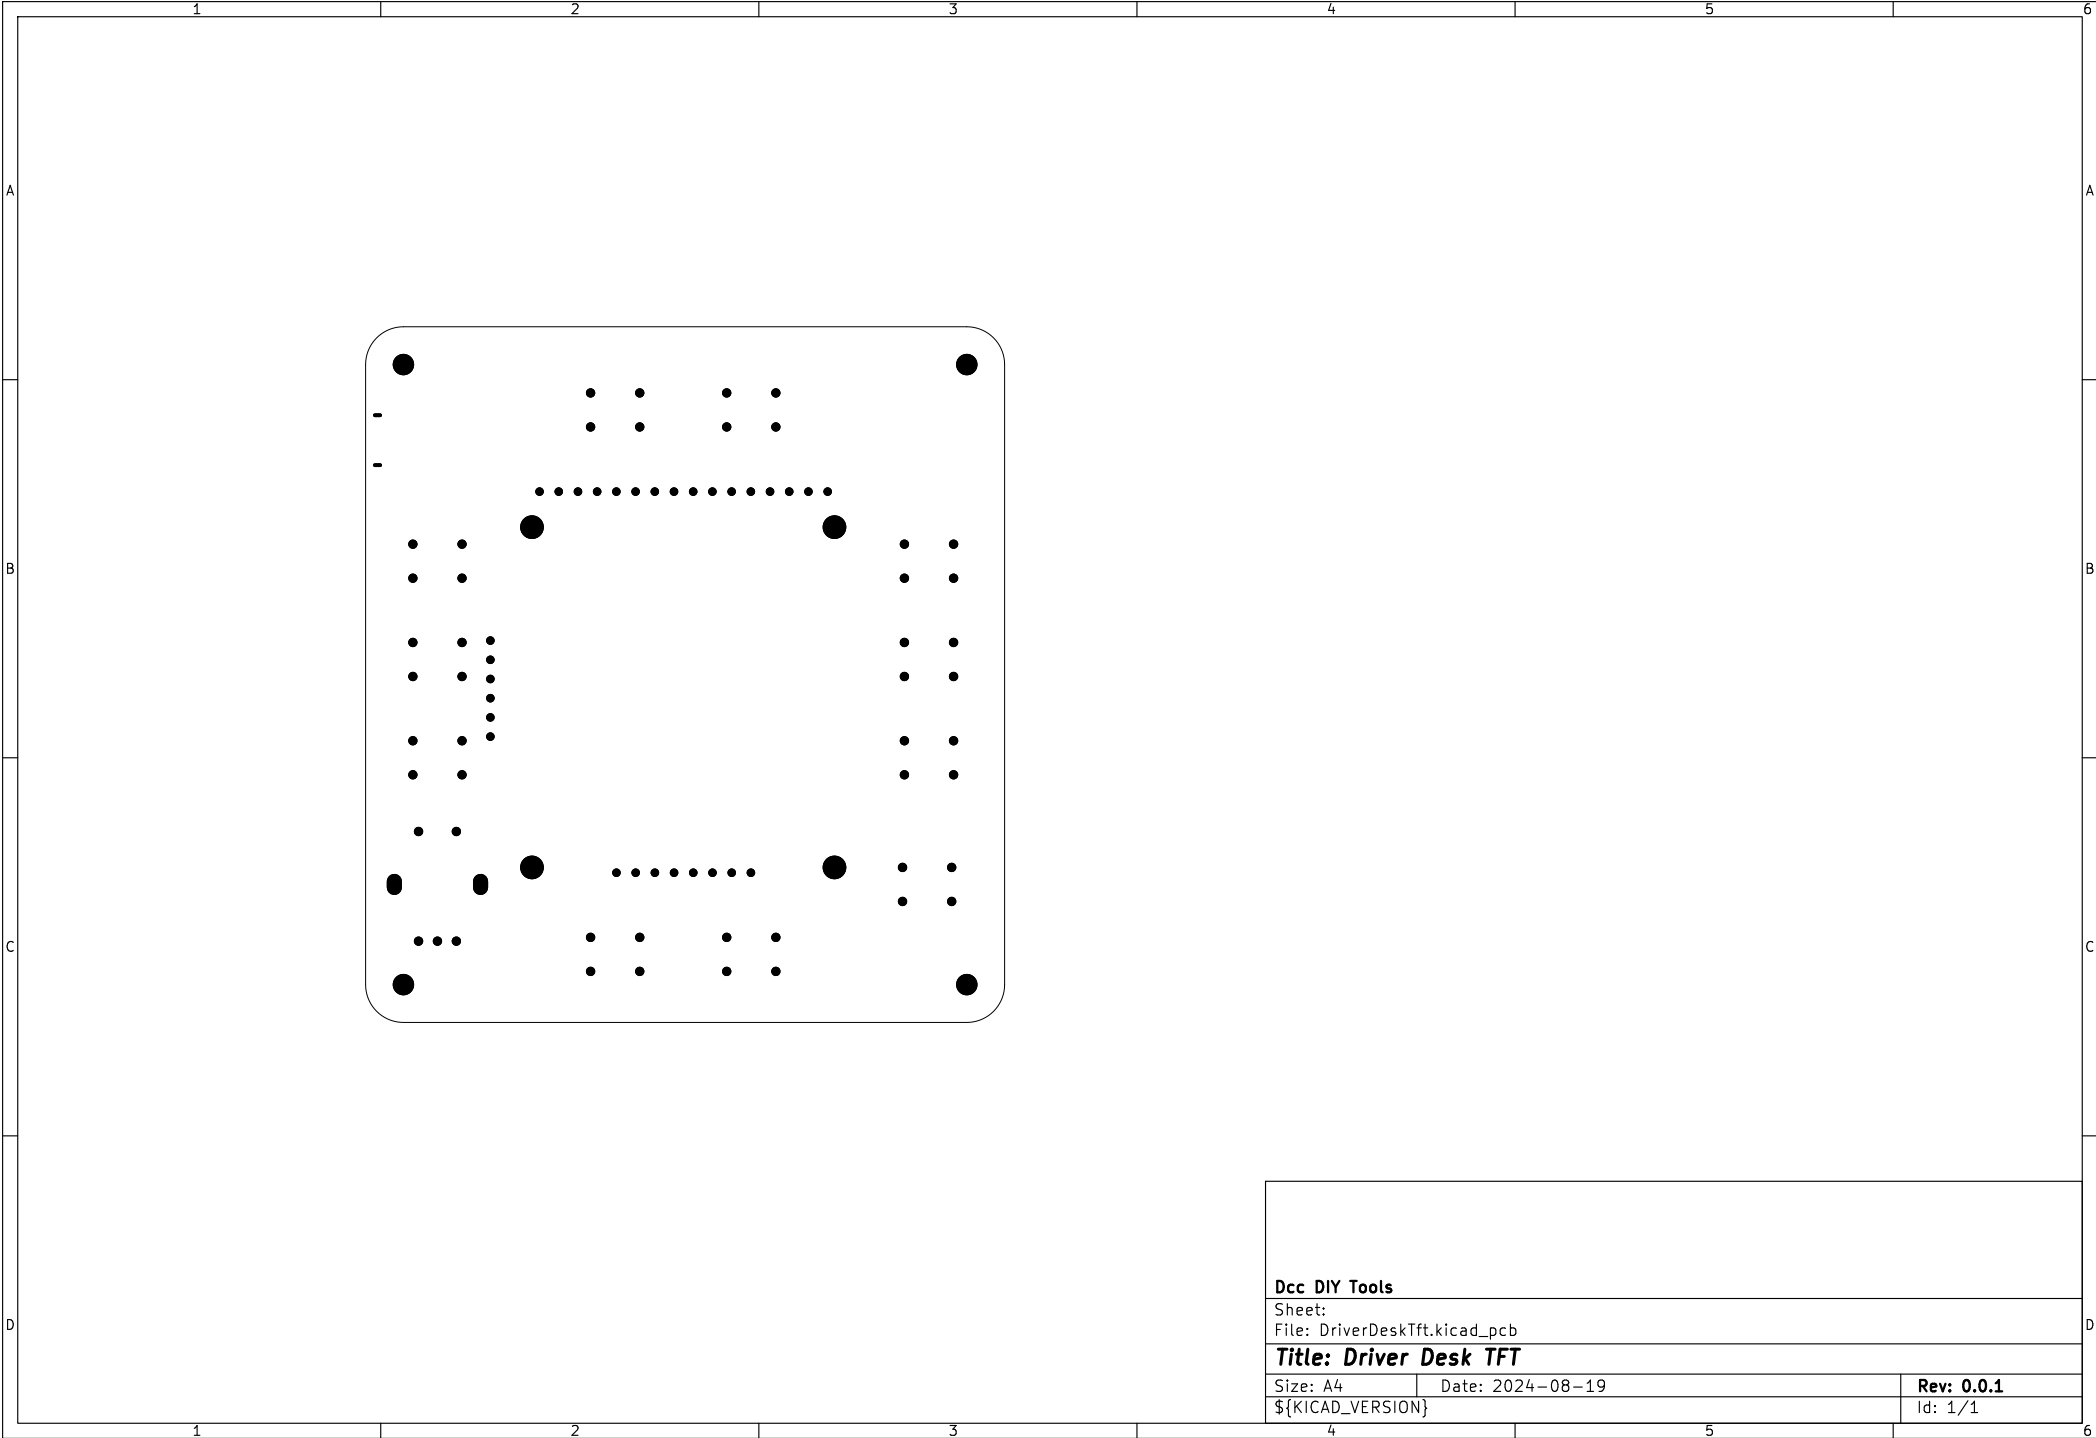 1 2 3 4 5 6
A A
B B
C C
D D
Dcc DIY Tools
Sheet:
File: DriverDeskTft.kicad_pcb
Title: Driver Desk TFT
Size: A4 Date: 2024-08-19 Rev: 0.0.1
${KICAD_VERSION} Id: 1/1
1 2 3 4 5 6